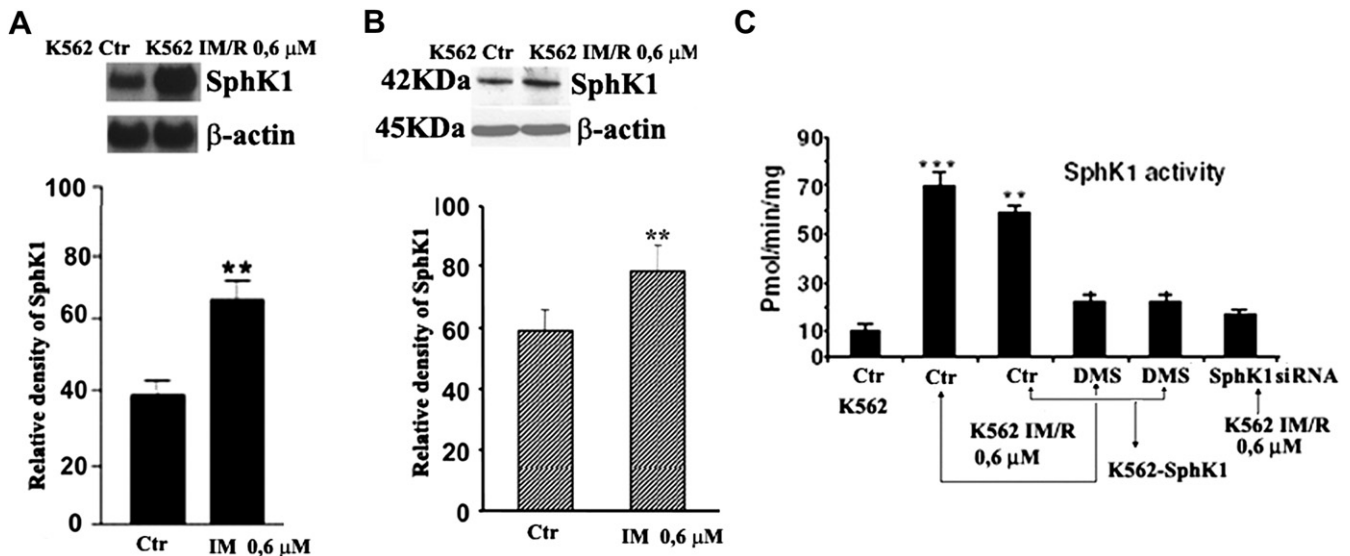 A
K562 Ctr K562 IM/R 0,6 µM
SphK1
β-actin
100
80
60
40
20
0
Relative density of SphK1
**
Ctr IM 0,6 µM
B
K562 Ctr K562 IM/R 0,6 µM
42KDa SphK1
45KDa β-actin
100
80
60
40
20
0
Relative density of SphK1
**
Ctr IM 0,6 µM
C
SphK1 activity
90
70
50
30
10
0
Pmol/min/mg
***
**
Ctr Ctr Ctr DMS DMS SphK1siRNA
K562
K562 IM/R
0,6 µM
K562-SphK1
K562 IM/R
0,6 µM